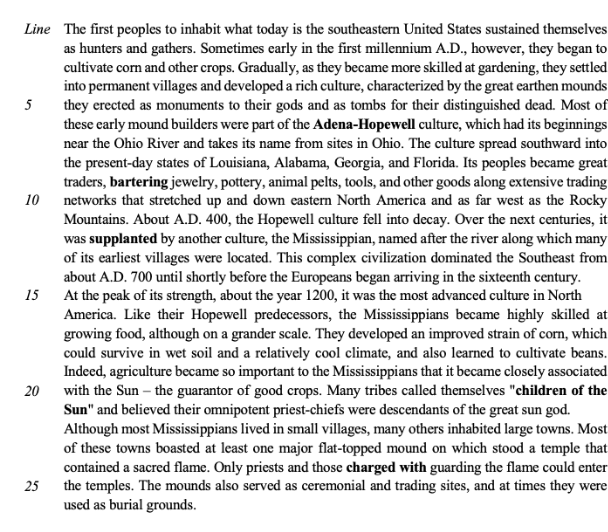 Line The first peoples to inhabit what today is the southeastern United States sustained themselves
as hunters and gathers. Sometimes early in the first millennium A.D., however, they began to
cultivate corn and other crops. Gradually, as they became more skilled at gardening, they settled
into permanent villages and developed a rich culture, characterized by the great earthen mounds
5 they erected as monuments to their gods and as tombs for their distinguished dead. Most of
these early mound builders were part of the Adena-Hopewell culture, which had its beginnings
near the Ohio River and takes its name from sites in Ohio. The culture spread southward into
the present-day states of Louisiana, Alabama, Georgia, and Florida. Its peoples became great
traders, bartering jewelry, pottery, animal pelts, tools, and other goods along extensive trading
10 networks that stretched up and down eastern North America and as far west as the Rocky
Mountains. About A.D. 400, the Hopewell culture fell into decay. Over the next centuries, it
was supplanted by another culture, the Mississippian, named after the river along which many
of its earliest villages were located. This complex civilization dominated the Southeast from
about A.D. 700 until shortly before the Europeans began arriving in the sixteenth century.
15 At the peak of its strength, about the year 1200, it was the most advanced culture in North
America. Like their Hopewell predecessors, the Mississippians became highly skilled at
growing food, although on a grander scale. They developed an improved strain of corn, which
could survive in wet soil and a relatively cool climate, and also learned to cultivate beans.
Indeed, agriculture became so important to the Mississippians that it became closely associated
20 with the Sun – the guarantor of good crops. Many tribes called themselves "children of the
Sun" and believed their omnipotent priest-chiefs were descendants of the great sun god.
Although most Mississippians lived in small villages, many others inhabited large towns. Most
of these towns boasted at least one major flat-topped mound on which stood a temple that
contained a sacred flame. Only priests and those charged with guarding the flame could enter
25 the temples. The mounds also served as ceremonial and trading sites, and at times they were
used as burial grounds.